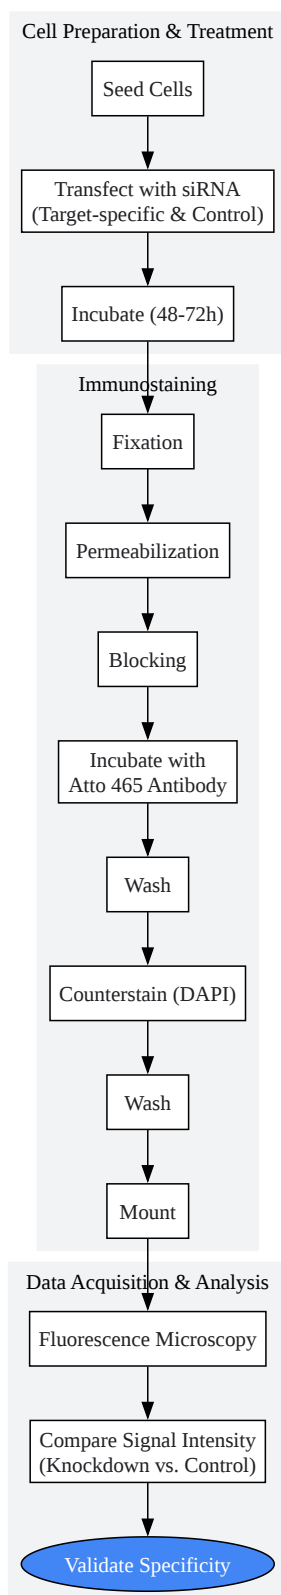 Cell Preparation & Treatment
Seed Cells
Transfect with siRNA
(Target-specific & Control)
Incubate (48-72h)
Immunostaining
Fixation
Permeabilization
Blocking
Incubate with
Atto 465 Antibody
Wash
Counterstain (DAPI)
Wash
Mount
Data Acquisition & Analysis
Fluorescence Microscopy
Compare Signal Intensity
(Knockdown vs. Control)
Validate Specificity